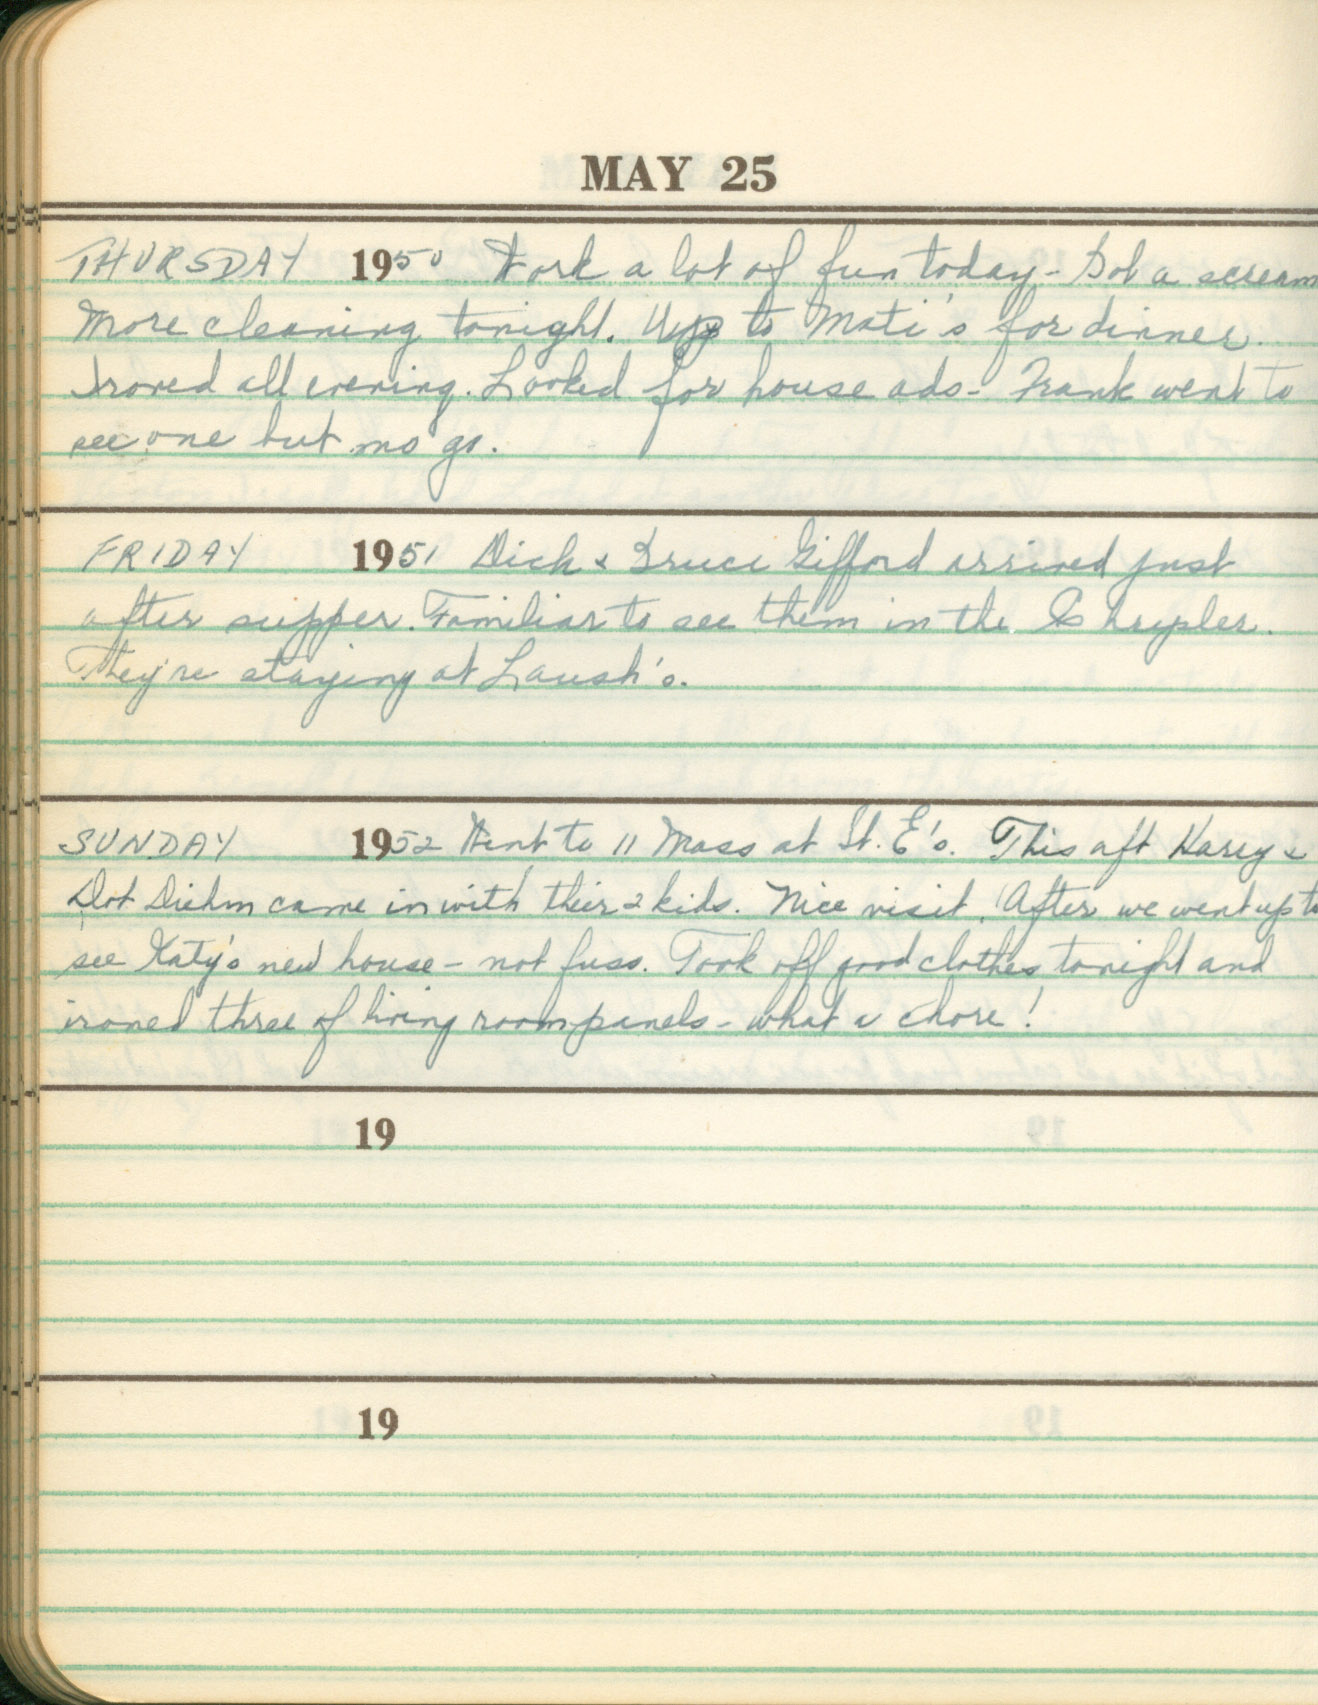 MAY 25
THURSDAY 1950 Work a lot of fun today - Bob a scream
More cleaning tonight. Up to Mati's for dinner.
Ironed all evening. Looked for house ads - Frank went to
see one but no go.
FRIDAY 1951 Dick & Bruce Gifford arrived just
after supper. Familiar to see them in the Chrysler.
They're staying at Laush's.
SUNDAY 1952 Went to 11 Mass at St. E's. This aft Harry &
Dot Diehm came in with their 2 kids. Nice visit. After we went up to
see Katy's new house - not fuss. Took off good clothes tonight and
ironed three of living room panels - what a chore!
19
19